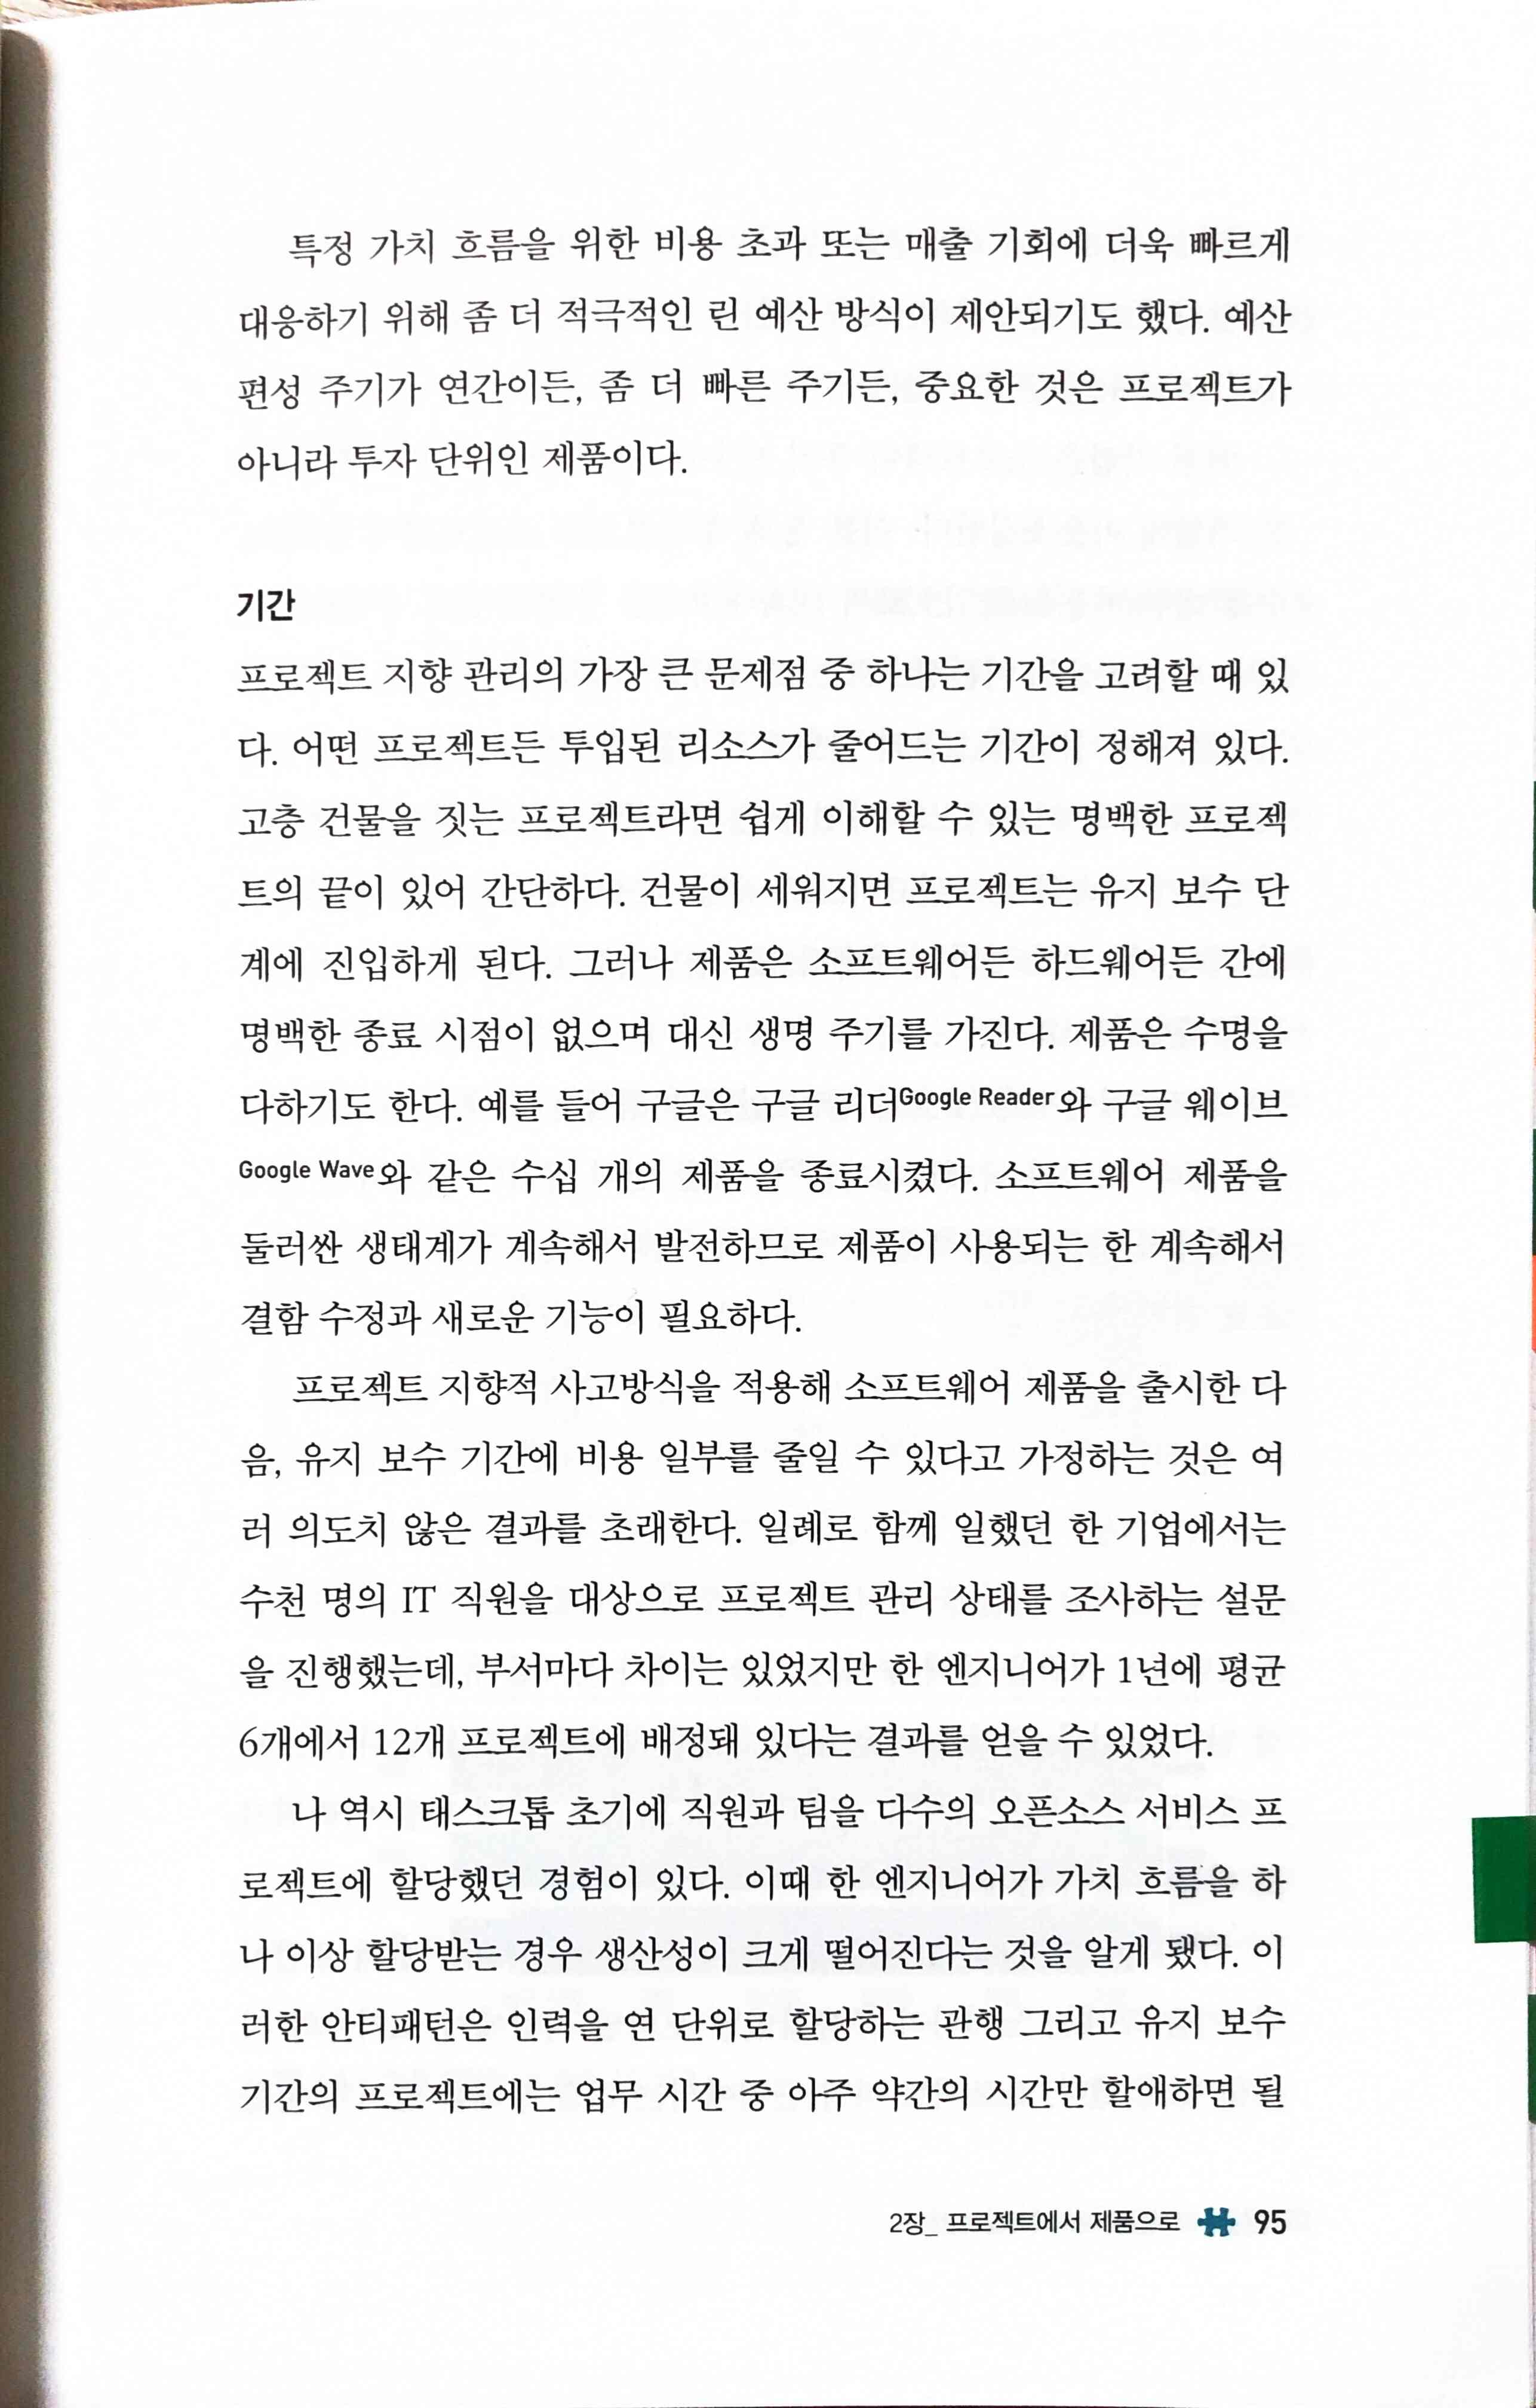 특정 가치 흐름을 위한 비용 초과 또는 매출 기회에 더욱 빠르게
대응하기 위해 좀 더 적극적인 린 예산 방식이 제안되기도 했다. 예산
편성 주기가 연간이든, 좀 더 빠른 주기든, 중요한 것은 프로젝트가
아니라 투자 단위인 제품이다.
기간
프로젝트 지향 관리의 가장 큰 문제점 중 하나는 기간을 고려할 때 있
다. 어떤 프로젝트든 투입된 리소스가 줄어드는 기간이 정해져 있다.
고층 건물을 짓는 프로젝트라면 쉽게 이해할 수 있는 명백한 프로젝
트의 끝이 있어 간단하다. 건물이 세워지면 프로젝트는 유지 보수 단
계에 진입하게 된다. 그러나 제품은 소프트웨어든 하드웨어든 간에
명백한 종료 시점이 없으며 대신 생명 주기를 가진다. 제품은 수명을
다하기도 한다. 예를 들어 구글은 구글 리더Google Reader와 구글 웨이브
Google Wave와 같은 수십 개의 제품을 종료시켰다. 소프트웨어 제품을
둘러싼 생태계가 계속해서 발전하므로 제품이 사용되는 한 계속해서
결함 수정과 새로운 기능이 필요하다.
프로젝트 지향적 사고방식을 적용해 소프트웨어 제품을 출시한 다
음, 유지 보수 기간에 비용 일부를 줄일 수 있다고 가정하는 것은 여
러 의도치 않은 결과를 초래한다. 일례로 함께 일했던 한 기업에서는
수천 명의 IT 직원을 대상으로 프로젝트 관리 상태를 조사하는 설문
을 진행했는데, 부서마다 차이는 있었지만 한 엔지니어가 1년에 평균
6개에서 12개 프로젝트에 배정돼 있다는 결과를 얻을 수 있었다.
나 역시 태스크톱 초기에 직원과 팀을 다수의 오픈소스 서비스 프
로젝트에 할당했던 경험이 있다. 이때 한 엔지니어가 가치 흐름을 하
나 이상 할당받는 경우 생산성이 크게 떨어진다는 것을 알게 됐다. 이
러한 안티패턴은 인력을 연 단위로 할당하는 관행 그리고 유지 보수
기간의 프로젝트에는 업무 시간 중 아주 약간의 시간만 할애하면 될
2장_ 프로젝트에서 제품으로 95